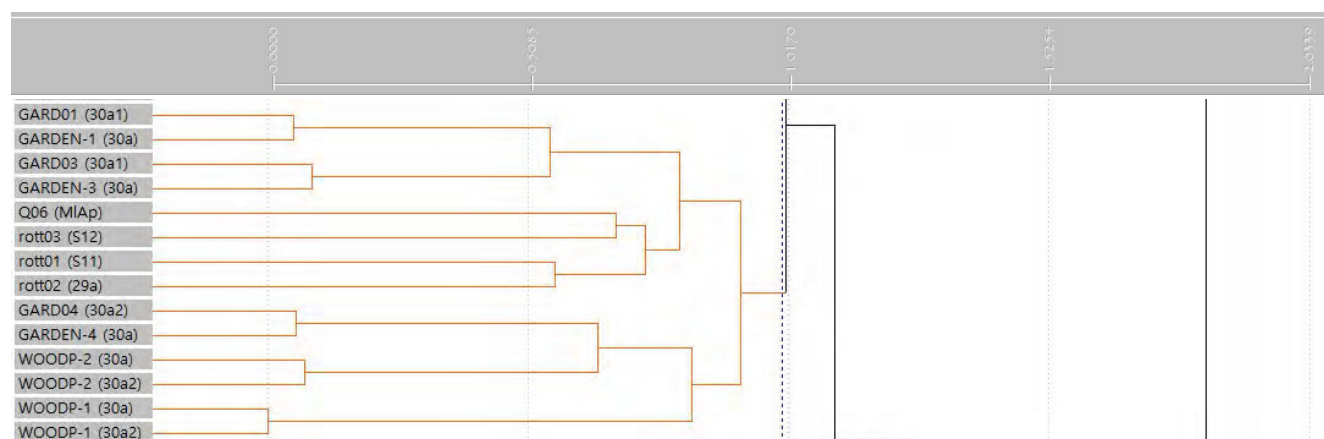 0.0000 0.5085 1.0170 1.5254 2.0339
GARD01 (30a1)
GARDEN-1 (30a)
GARD03 (30a1)
GARDEN-3 (30a)
Q06 (MlAp)
rott03 (S12)
rott01 (S11)
rott02 (29a)
GARD04 (30a2)
GARDEN-4 (30a)
WOODP-2 (30a)
WOODP-2 (30a2)
WOODP-1 (30a)
WOODP-1 (30a2)